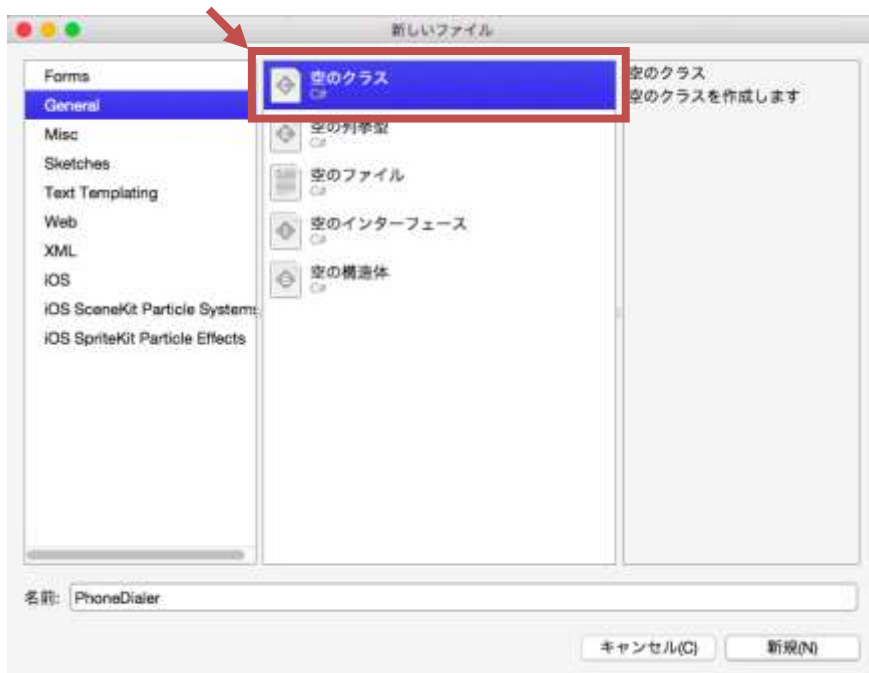 新しいファイル
Forms
General
Misc
Sketches
Text Templating
Web
XML
iOS
iOS SceneKit Particle Systems
iOS SpriteKit Particle Effects
空のクラス
C#
空の列挙型
C#
空のファイル
C#
空のインターフェース
C#
空の構造体
C#
空のクラス
空のクラスを作成します
名前: PhoneDialer
キャンセル(C)
新規(N)